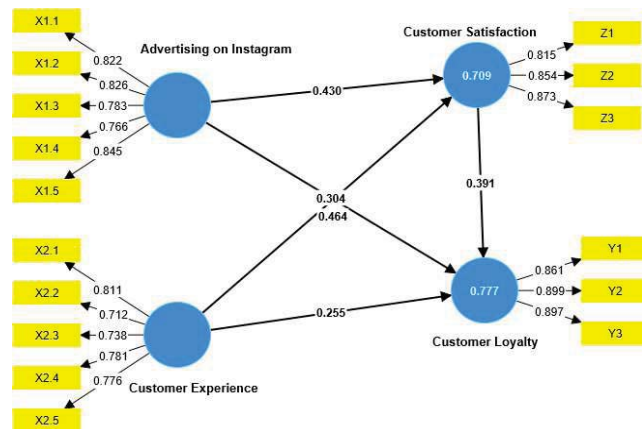 X1.1
X1.2
X1.3
X1.4
X1.5
0.822
0.826
0.783
0.766
0.845
Advertising on Instagram
Customer Satisfaction
0.709
0.815
0.854
0.873
Z1
Z2
Z3
0.430
0.304
0.464
0.391
0.255
X2.1
X2.2
X2.3
X2.4
X2.5
0.811
0.712
0.738
0.781
0.776
Customer Experience
0.777
Customer Loyalty
0.861
0.899
0.897
Y1
Y2
Y3